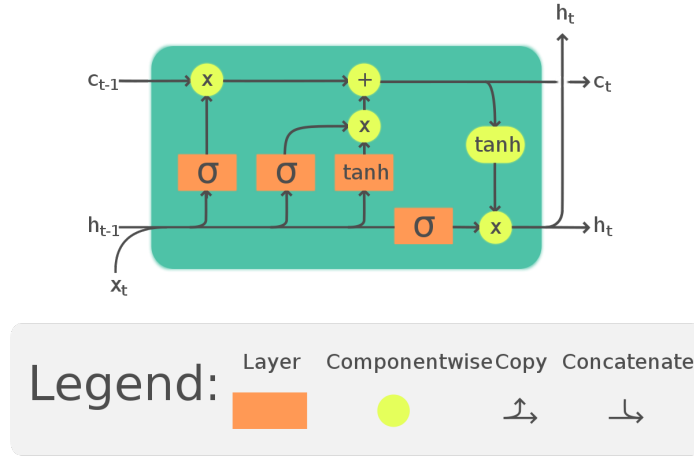 h_t
c_{t-1} x + c_t
x
tanh
σ σ tanh
h_{t-1} σ x h_t
x_t
Legend:
Layer Componentwise Copy Concatenate